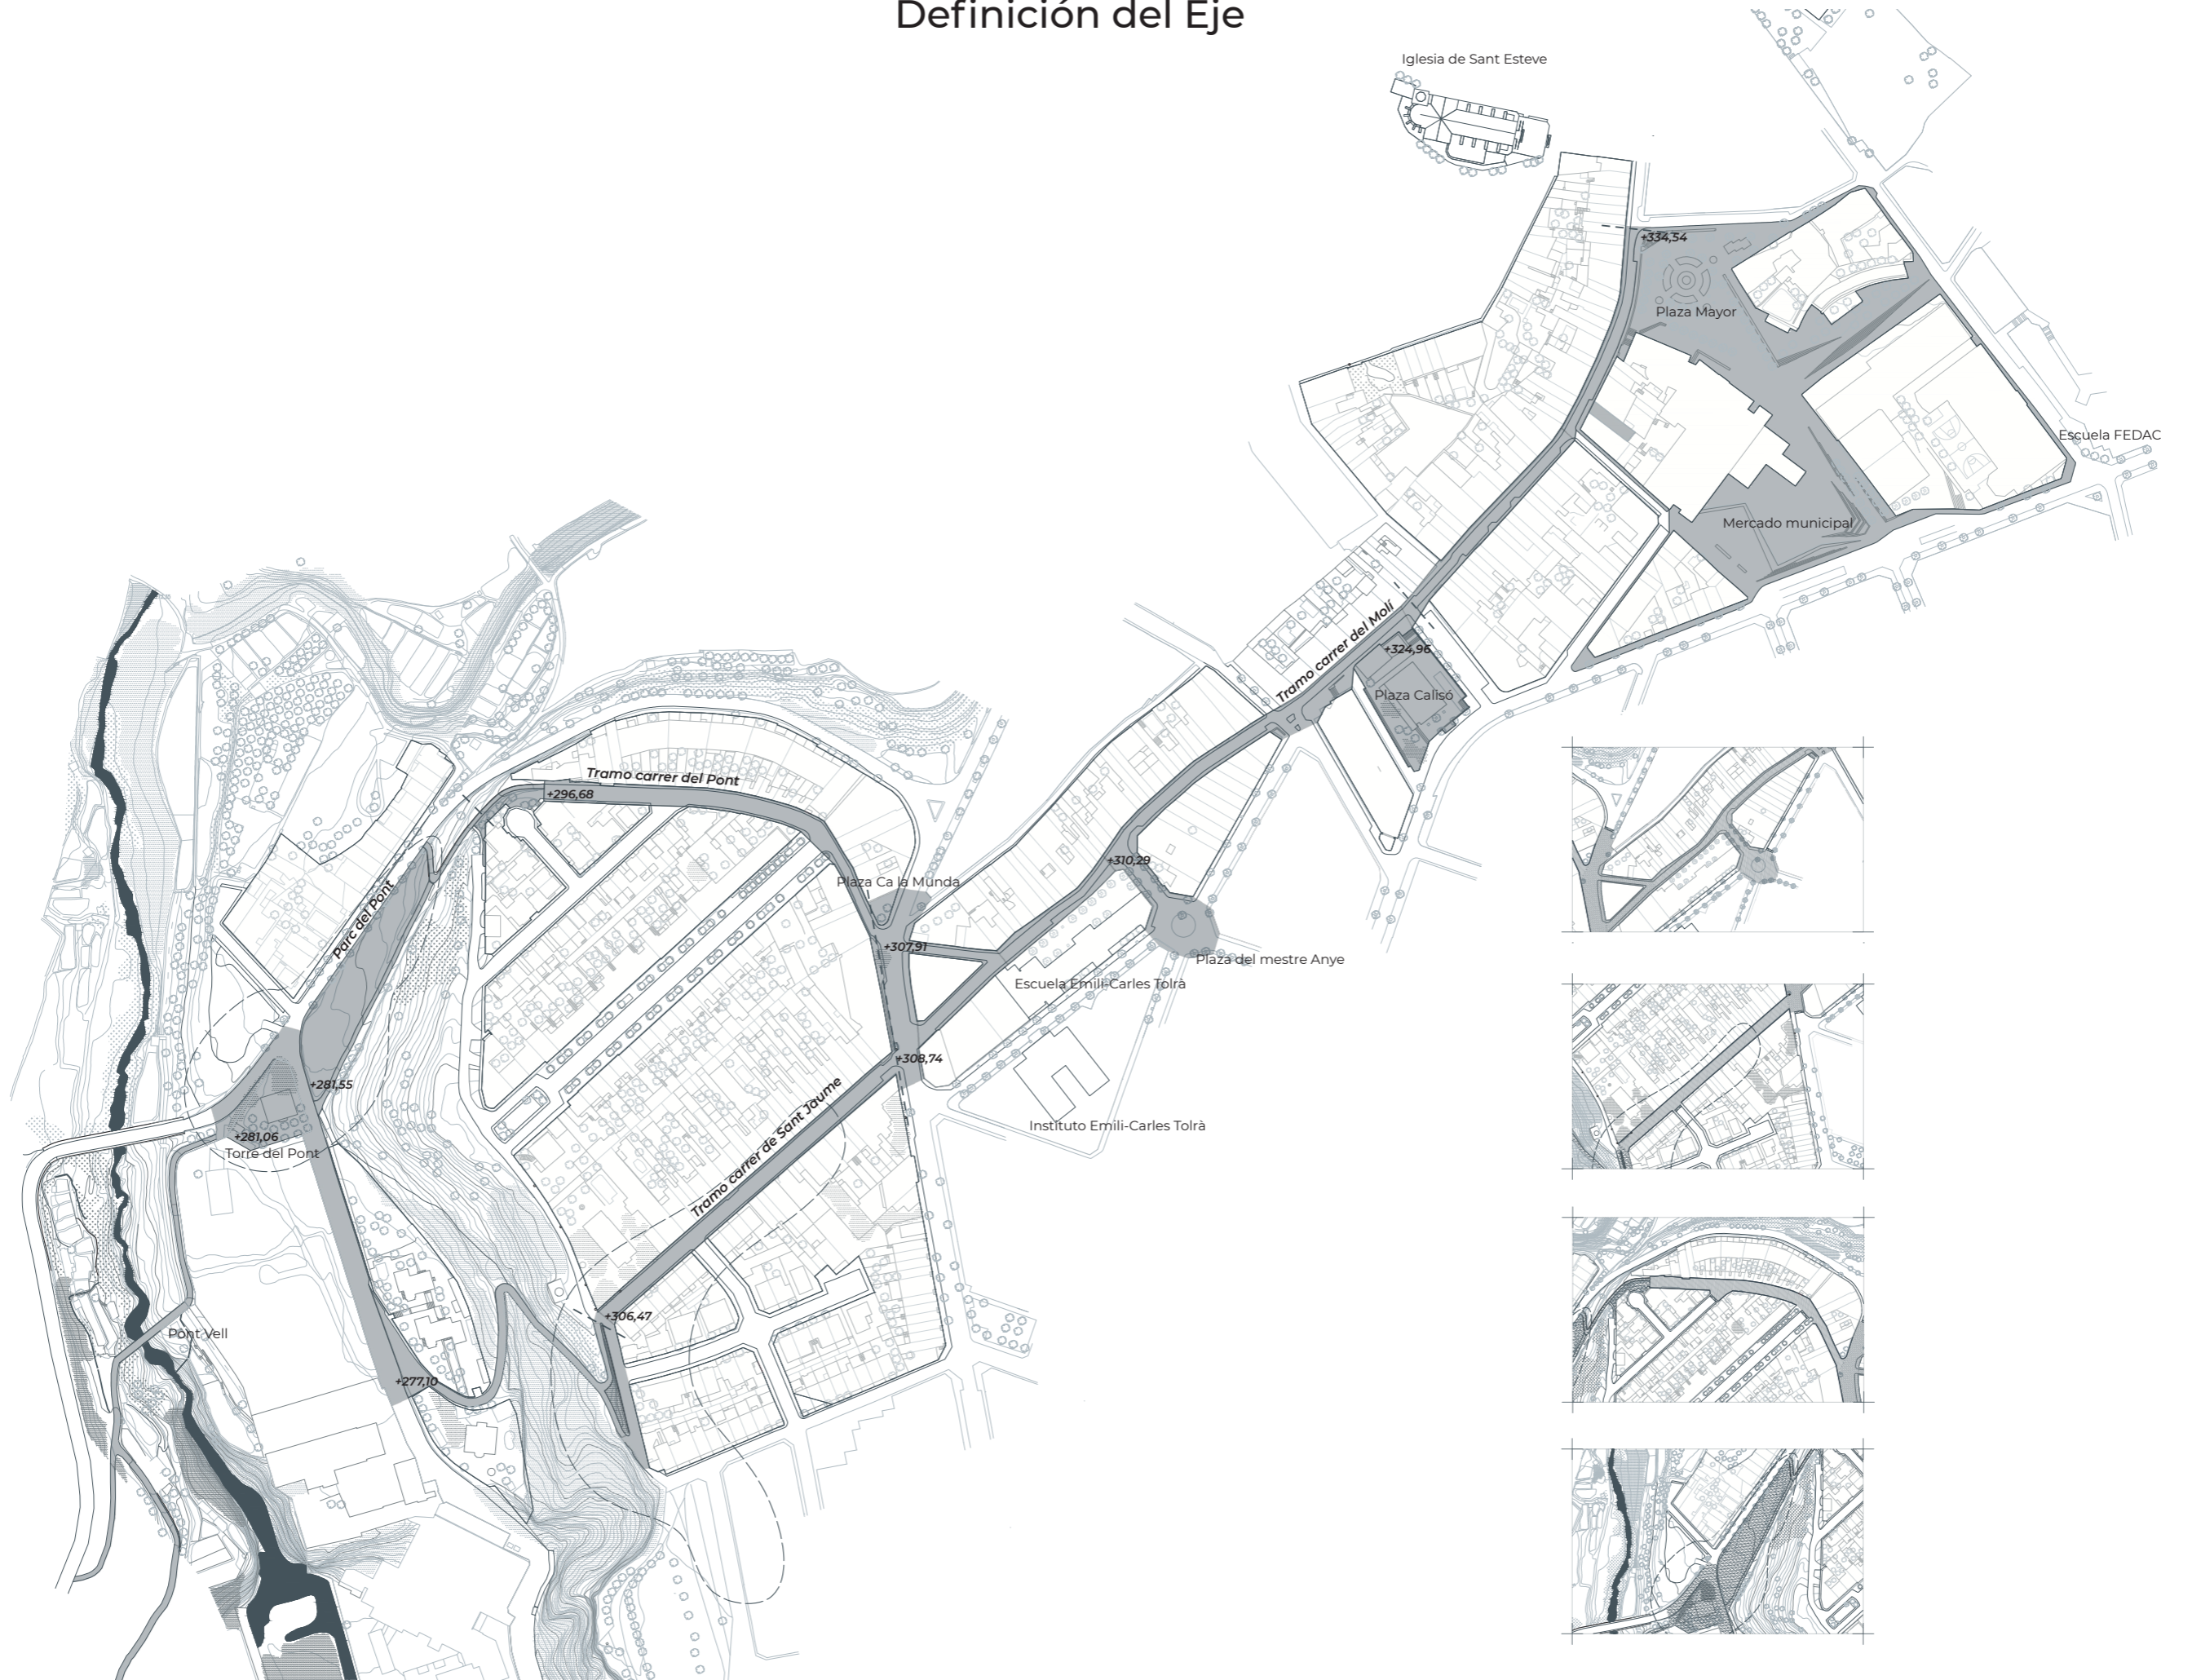 Definición del Eje
Iglesia de Sant Esteve
+334,54
Plaza Mayor
Escuela FEDAC
Mercado municipal
Tramo carrer del Molí
+324,96
Plaza Calisó
Tramo carrer del Pont
+296,68
+310,29
Plaza Ca la Munda
Parc del Pont
+307,91
Plaza del mestre Anye
Escuela Emili-Carles Tolrà
+308,74
+281,55
Tramo carrer de Sant Jaume
Instituto Emili-Carles Tolrà
+281,06
Torre del Pont
+306,47
Pont Vell
+277,10